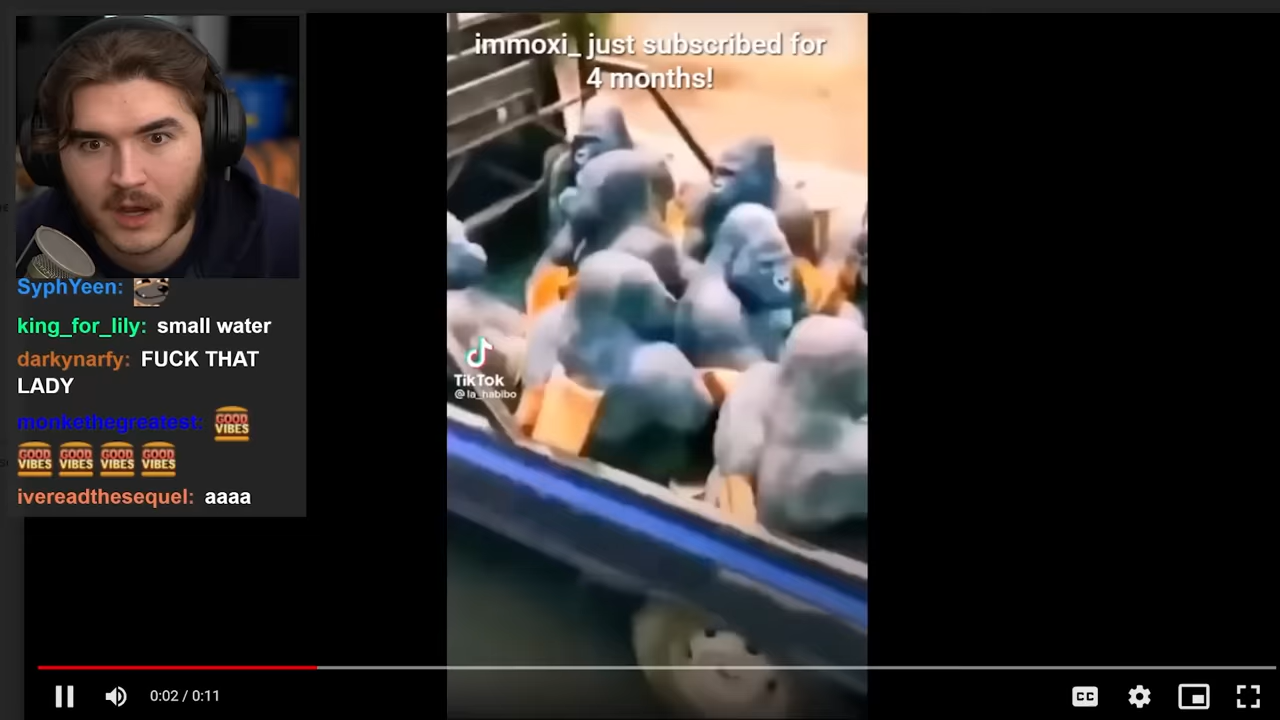 immoxi_ just subscribed for
4 months!
SyphYeen:
king_for_lily: small water
darkynarfy: FUCK THAT
LADY
monkethegreatest: GOOD VIBES
GOOD VIBES GOOD VIBES GOOD VIBES GOOD VIBES
ivereadthesequel: aaaa
TikTok
@la_habibo
0:02 / 0:11
CC